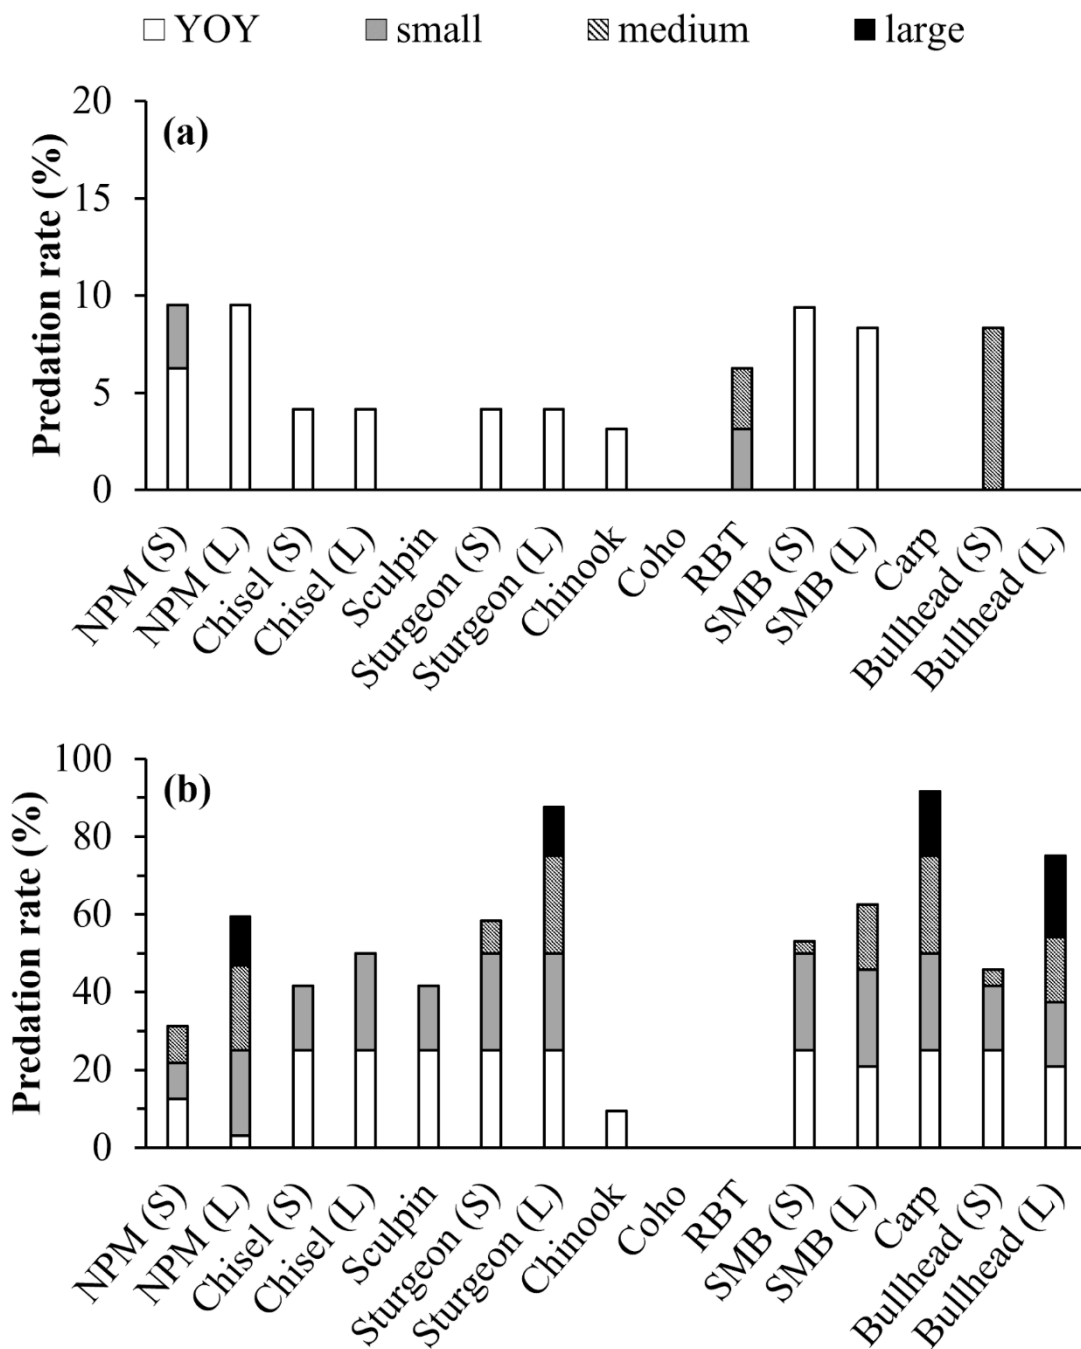 YOY small medium large
(a)
Predation rate (%)
20
15
10
5
0
NPM (S)
NPM (L)
Chisel (S)
Chisel (L)
Sculpin
Sturgeon (S)
Sturgeon (L)
Chinook
Coho
RBT
SMB (S)
SMB (L)
Carp
Bullhead (S)
Bullhead (L)
(b)
Predation rate (%)
100
80
60
40
20
0
NPM (S)
NPM (L)
Chisel (S)
Chisel (L)
Sculpin
Sturgeon (S)
Sturgeon (L)
Chinook
Coho
RBT
SMB (S)
SMB (L)
Carp
Bullhead (S)
Bullhead (L)